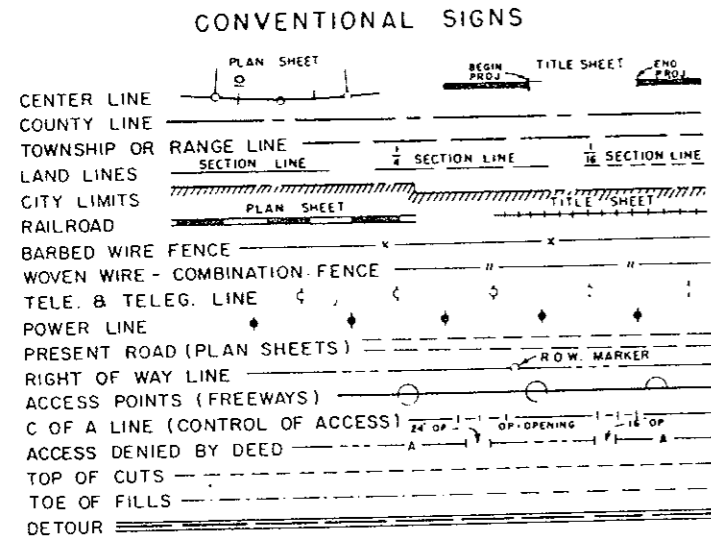 CONVENTIONAL SIGNS
PLAN SHEET
BEGIN PROJ. TITLE SHEET END PROJ.
CENTER LINE
COUNTY LINE
TOWNSHIP OR RANGE LINE
LAND LINES SECTION LINE 1/4 SECTION LINE 1/16 SECTION LINE
CITY LIMITS
RAILROAD PLAN SHEET TITLE SHEET
BARBED WIRE FENCE x x
WOVEN WIRE - COMBINATION FENCE " "
TELE. & TELEG. LINE
POWER LINE
PRESENT ROAD (PLAN SHEETS)
RIGHT OF WAY LINE R.O.W. MARKER
ACCESS POINTS (FREEWAYS)
C OF A LINE (CONTROL OF ACCESS) 24' OP OP-OPENING 16' OP
ACCESS DENIED BY DEED A A
TOP OF CUTS
TOE OF FILLS
DETOUR